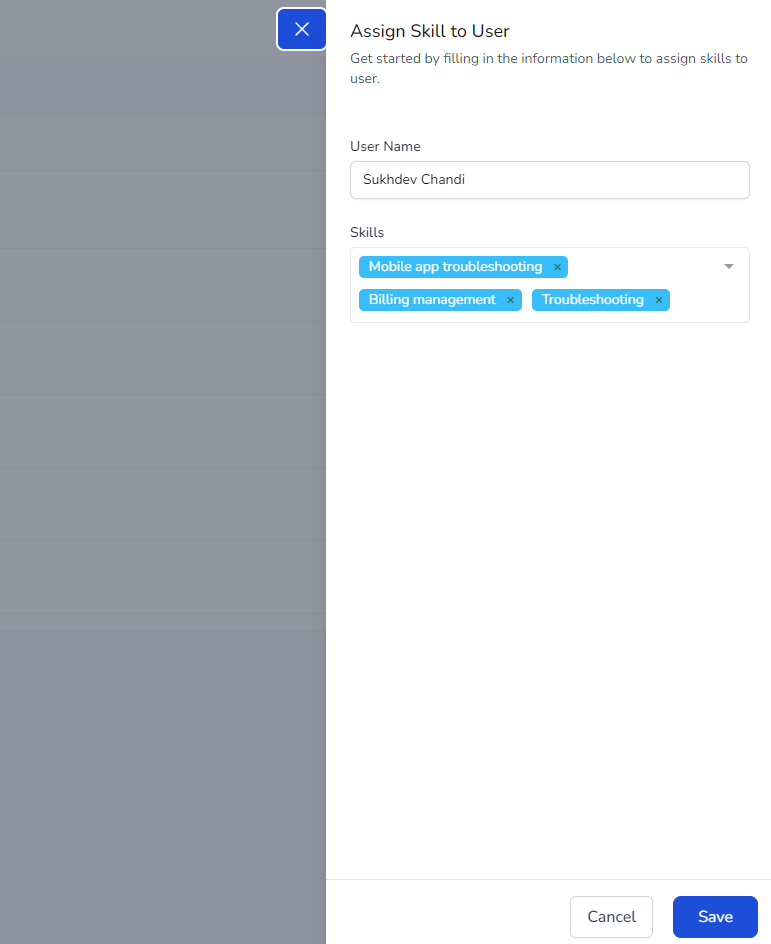 Assign Skill to User
Get started by filling in the information below to assign skills to
user.
User Name
Sukhdev Chandi
Skills
Mobile app troubleshooting ×
Billing management × Troubleshooting ×
Cancel Save